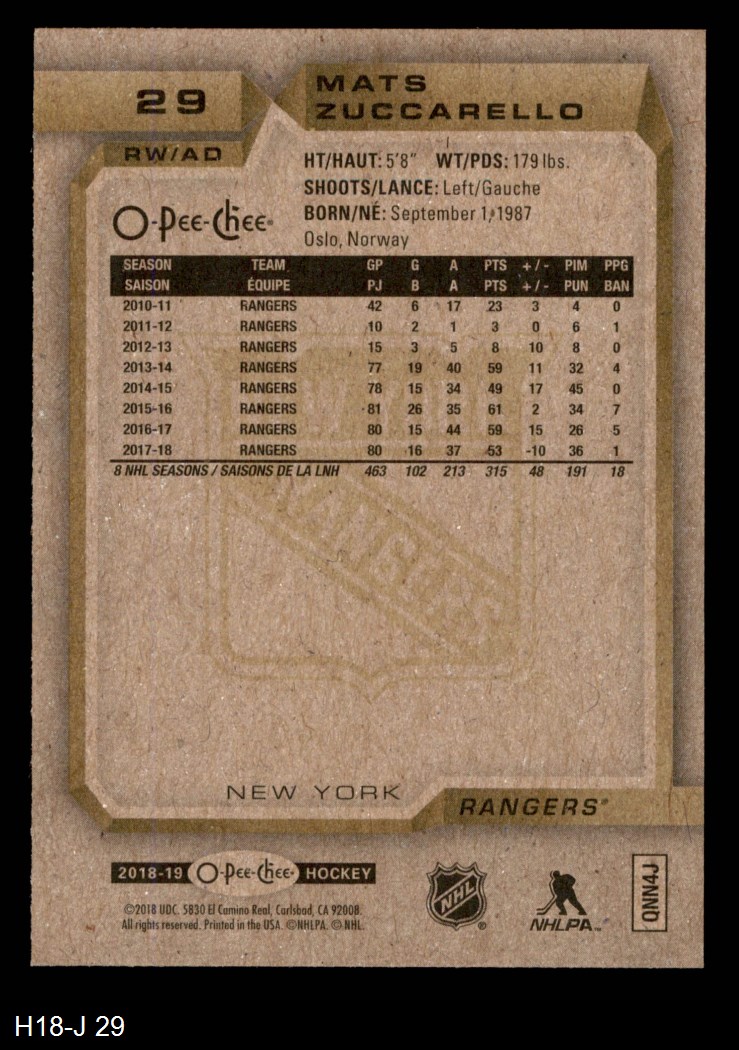 29
MATS
ZUCCARELLO
RW/AD
HT/HAUT: 5'8" WT/PDS: 179 lbs.
SHOOTS/LANCE: Left/Gauche
BORN/NÉ: September 1, 1987
Oslo, Norway
O-Pee-Chee®
SEASON TEAM GP G A PTS +/- PIM PPG
SAISON ÉQUIPE PJ B A PTS +/- PUN BAN
2010-11 RANGERS 42 6 17 23 3 4 0
2011-12 RANGERS 10 2 1 3 0 6 1
2012-13 RANGERS 15 3 5 8 10 8 0
2013-14 RANGERS 77 19 40 59 11 32 4
2014-15 RANGERS 78 15 34 49 17 45 0
2015-16 RANGERS 81 26 35 61 2 34 7
2016-17 RANGERS 80 15 44 59 15 26 5
2017-18 RANGERS 80 16 37 53 -10 36 1
8 NHL SEASONS / SAISONS DE LA LNH 463 102 213 315 48 191 18
RANGERS
NEW YORK
RANGERS®
2018-19 O-Pee-Chee® HOCKEY
©2018 UDC. 5830 El Camino Real, Carlsbad, CA 92008.
All rights reserved. Printed in the USA. ©NHLPA. © NHL.
NHL®
NHLPA™
QNN4J
H18-J 29